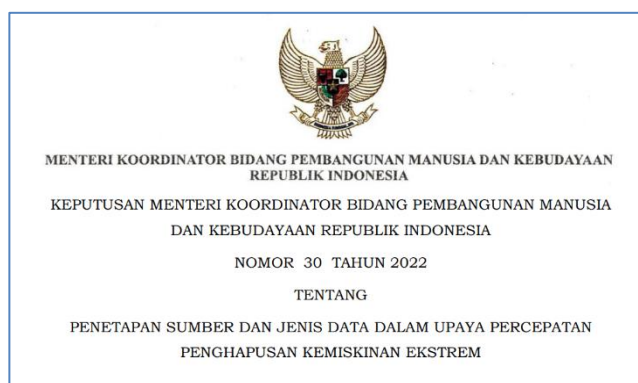 MENTERI KOORDINATOR BIDANG PEMBANGUNAN MANUSIA DAN KEBUDAYAAN
REPUBLIK INDONESIA
KEPUTUSAN MENTERI KOORDINATOR BIDANG PEMBANGUNAN MANUSIA
DAN KEBUDAYAAN REPUBLIK INDONESIA
NOMOR 30 TAHUN 2022
TENTANG
PENETAPAN SUMBER DAN JENIS DATA DALAM UPAYA PERCEPATAN
PENGHAPUSAN KEMISKINAN EKSTREM